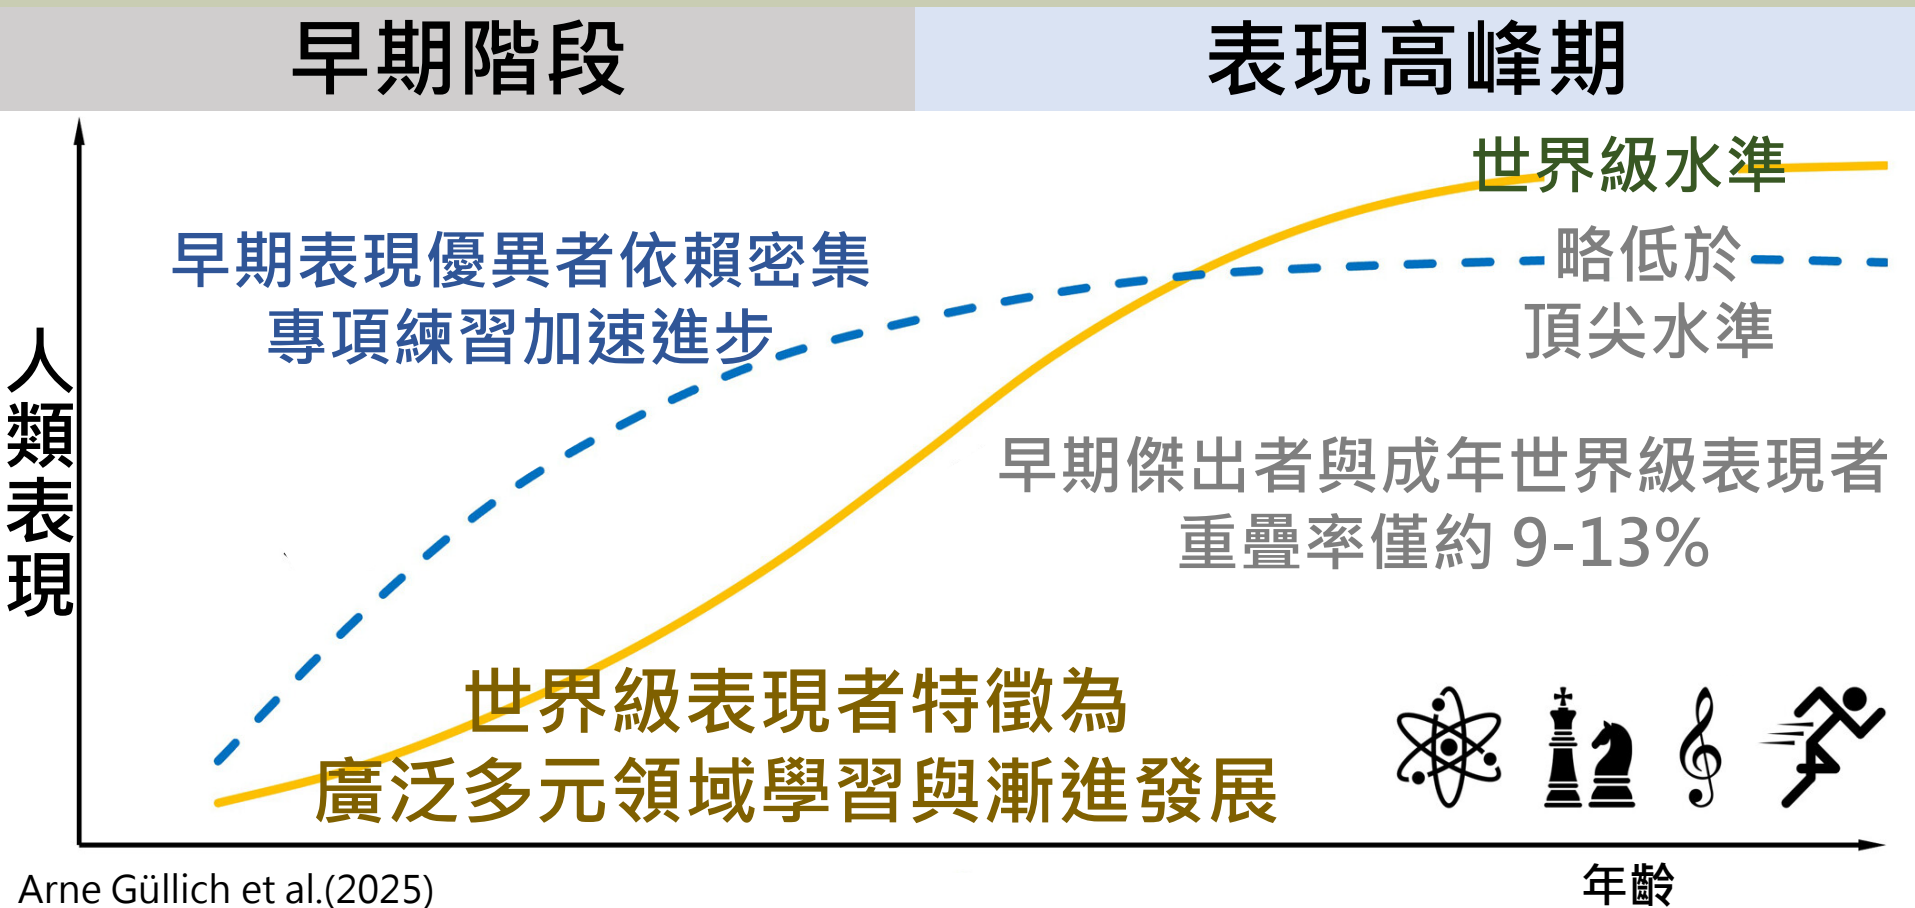 早期階段
表現高峰期
世界級水準
早期表現優異者依賴密集
專項練習加速進步
略低於
頂尖水準
人類表現
早期傑出者與成年世界級表現者
重疊率僅約 9-13%
世界級表現者特徵為
廣泛多元領域學習與漸進發展
年齡
Arne Güllich et al.(2025)